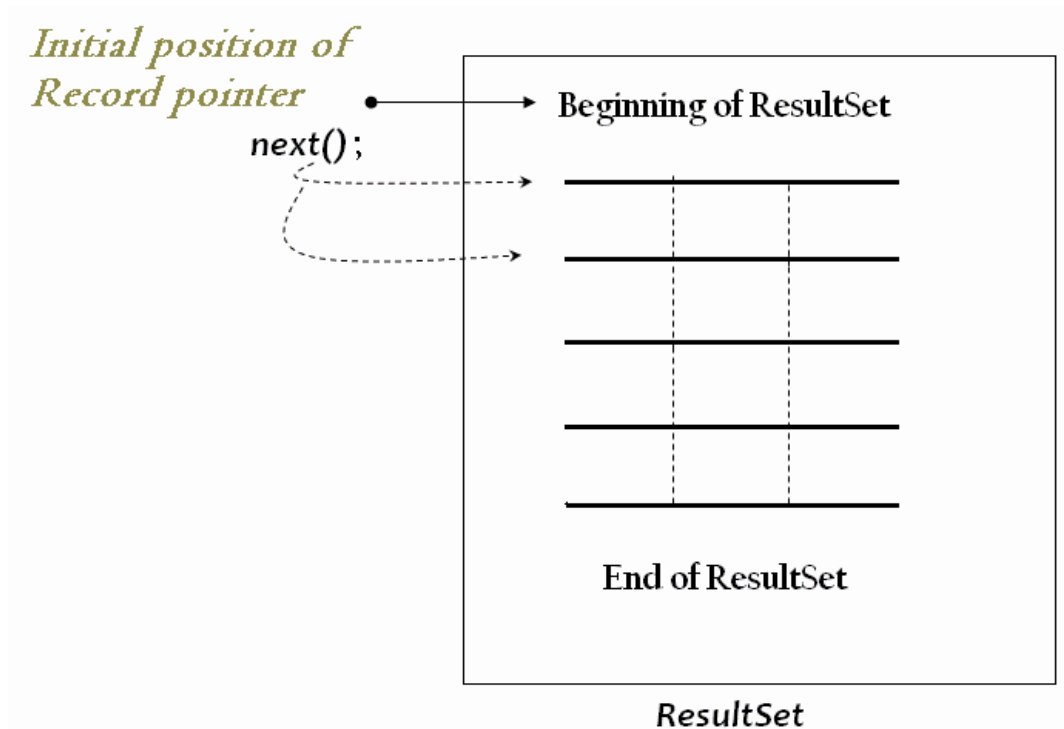 Initial position of
Record pointer
Beginning of ResultSet
next();
End of ResultSet
ResultSet